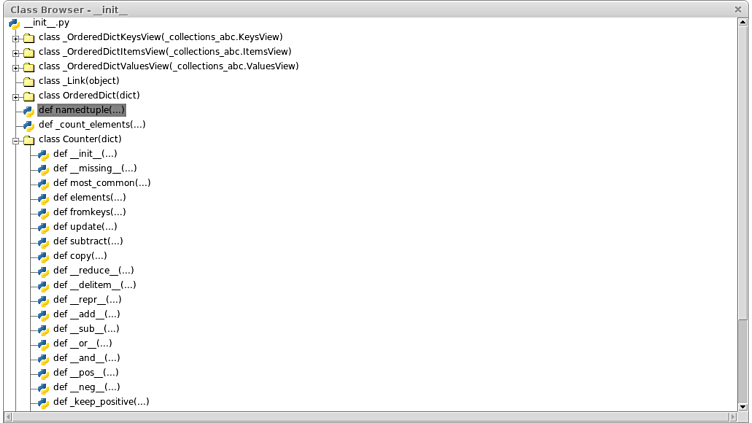 Class Browser - __init__
__init__.py
class _OrderedDictKeysView(_collections_abc.KeysView)
class _OrderedDictItemsView(_collections_abc.ItemsView)
class _OrderedDictValuesView(_collections_abc.ValuesView)
class _Link(object)
class OrderedDict(dict)
def namedtuple(...)
def _count_elements(...)
class Counter(dict)
def __init__(...)
def __missing__(...)
def most_common(...)
def elements(...)
def fromkeys(...)
def update(...)
def subtract(...)
def copy(...)
def __reduce__(...)
def __delitem__(...)
def __repr__(...)
def __add__(...)
def __sub__(...)
def __or__(...)
def __and__(...)
def __pos__(...)
def __neg__(...)
def _keep_positive(...)